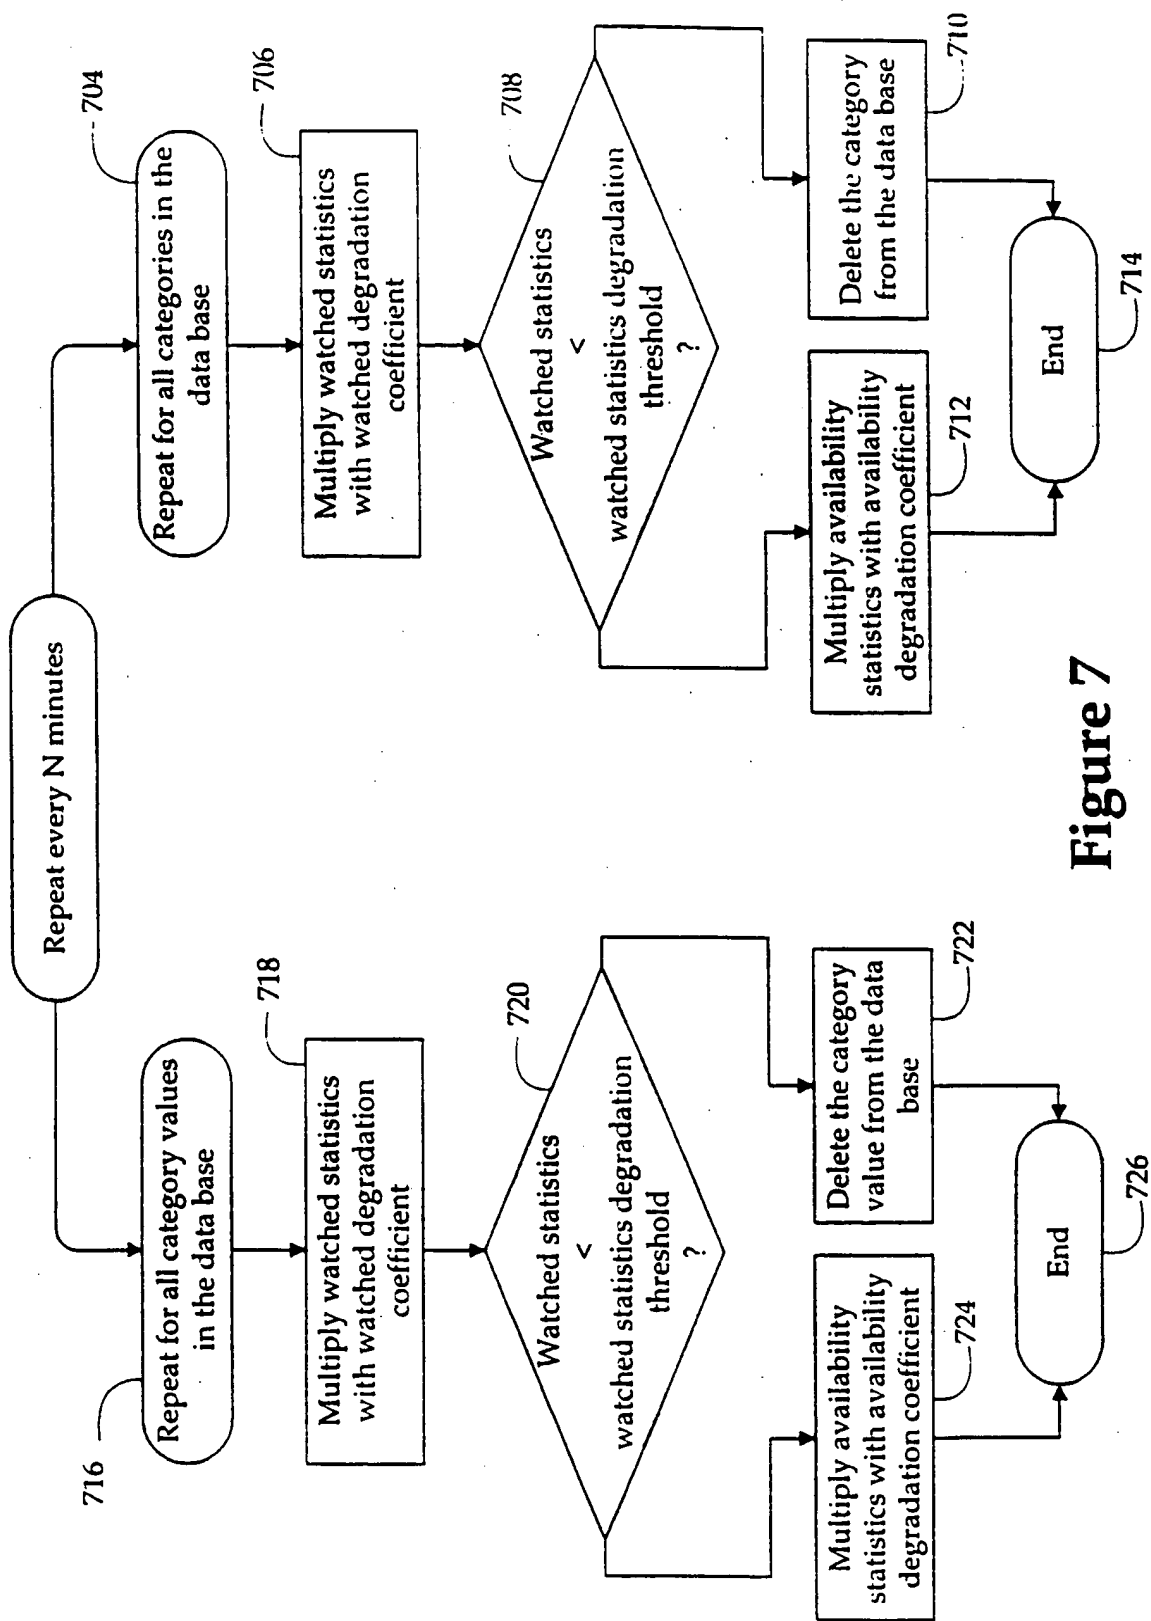 Repeat every N minutes
716
Repeat for all category values
in the data base
718
Multiply watched statistics
with watched degradation
coefficient
720
Watched statistics
<
watched statistics degradation
threshold
?
Multiply availability
statistics with availability
degradation coefficient
724
Delete the category
value from the data
base
722
End
726
704
Repeat for all categories in the
data base
706
Multiply watched statistics
with watched degradation
coefficient
708
Watched statistics
<
watched statistics degradation
threshold
?
Multiply availability
statistics with availability
degradation coefficient
712
Delete the category
from the data base
710
End
714
Figure 7